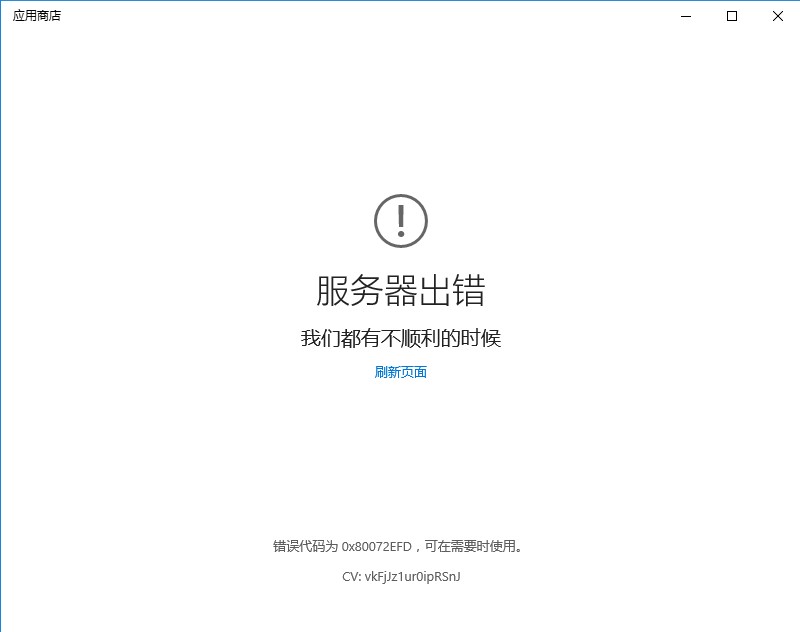 应用商店
服务器出错
我们都有不顺利的时候
刷新页面
错误代码为 0x80072EFD，可在需要时使用。
CV: vkFjJz1ur0ipRSnJ